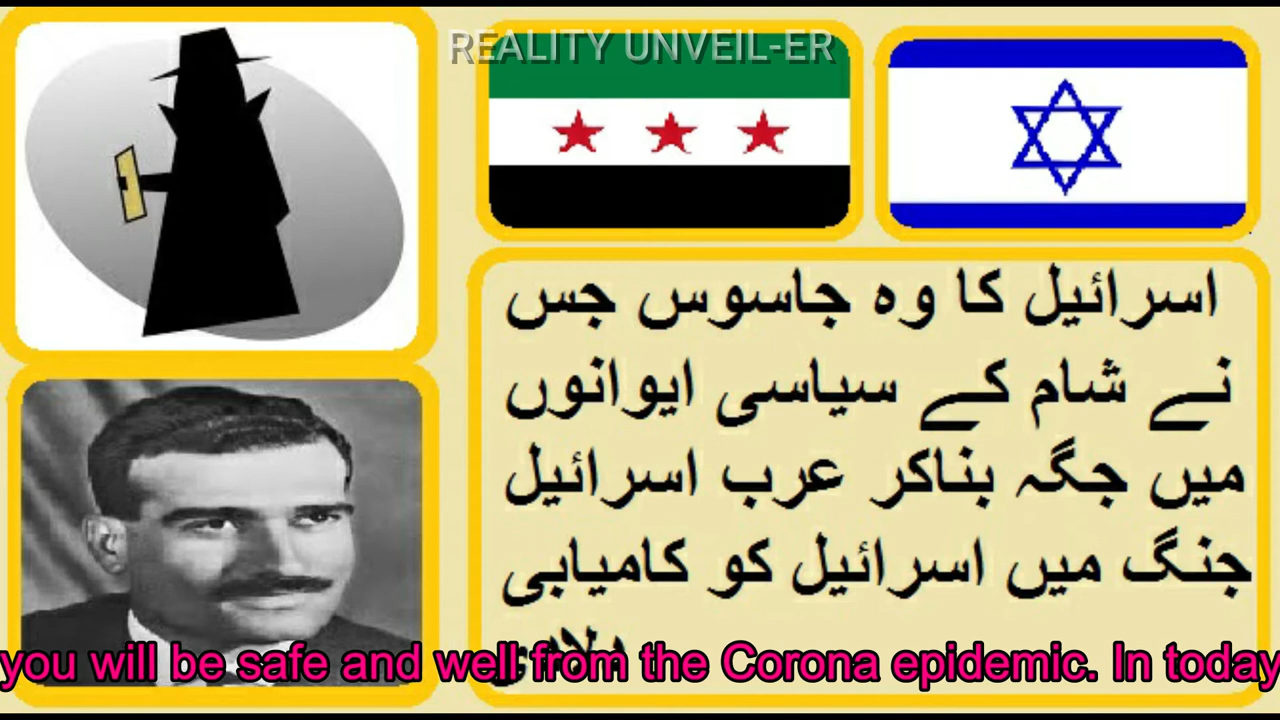 REALITY UNVEIL-ER
اسرائیل کا وہ جاسوس جس
نے شام کے سیاسی ایوانوں
میں جگہ بناکر عرب اسرائیل
جنگ میں اسرائیل کو کامیابی
you will be safe and well from the Corona epidemic. In today